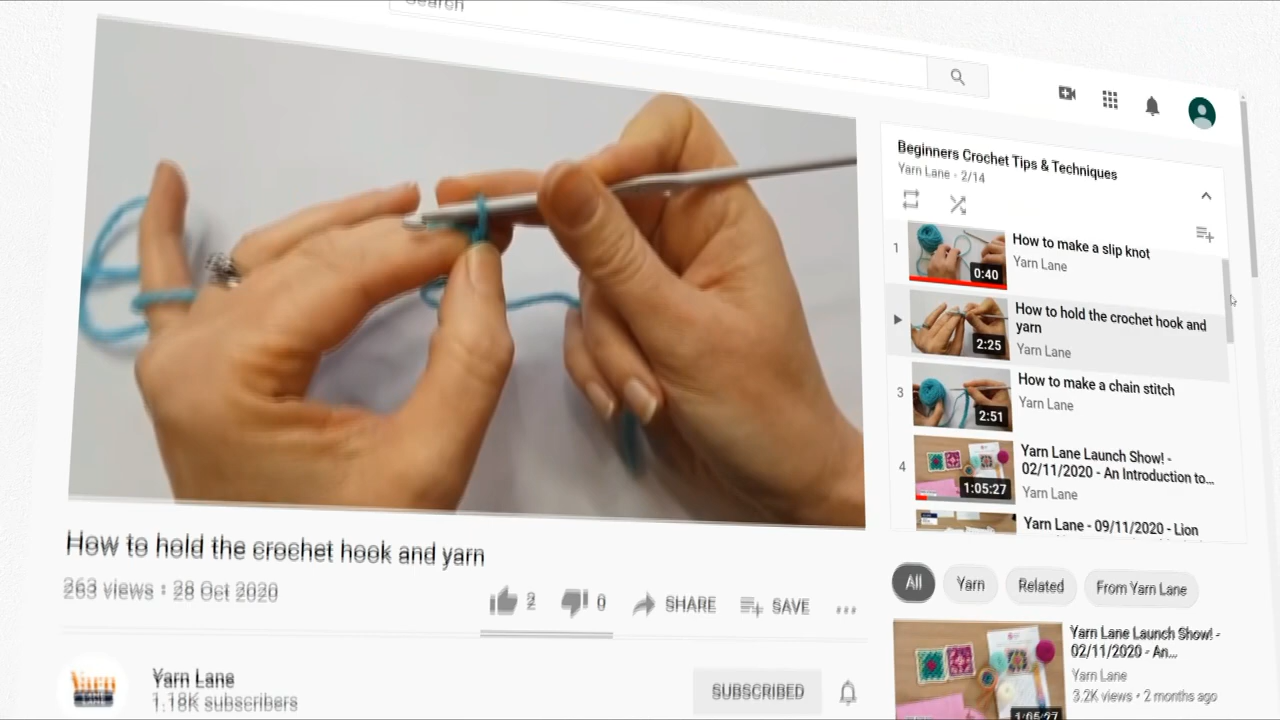 Search
Beginners Crochet Tips & Techniques
Yarn Lane - 2/14
1
0:40
How to make a slip knot
Yarn Lane
2:25
How to hold the crochet hook and
yarn
Yarn Lane
3
2:51
How to make a chain stitch
Yarn Lane
4
1:05:27
Yarn Lane Launch Show! -
02/11/2020 - An Introduction to...
Yarn Lane
Yarn Lane - 09/11/2020 - Lion
How to hold the crochet hook and yarn
263 views • 28 Oct 2020
2 0 SHARE SAVE
All Yarn Related From Yarn Lane
Yarn Lane Launch Show! -
02/11/2020 - An...
Yarn Lane
3.2K views • 2 months ago
1:05:27
Yarn
LANE
Yarn Lane
1.18K subscribers
SUBSCRIBED